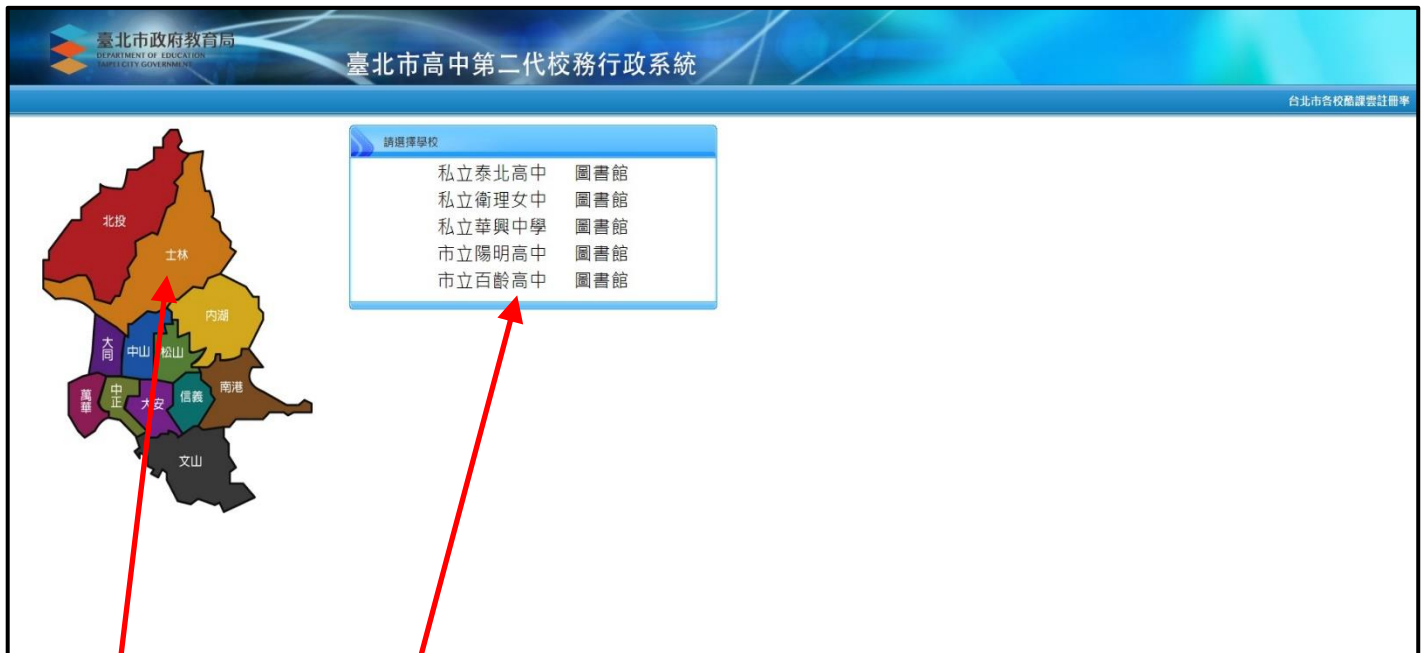 臺北市政府教育局
DEPARTMENT OF EDUCATION
TAIPEI CITY GOVERNMENT
臺北市高中第二代校務行政系統
台北市各校酷課雲註冊率
請選擇學校
私立泰北高中 圖書館
私立衛理女中 圖書館
私立華興中學 圖書館
市立陽明高中 圖書館
市立百齡高中 圖書館
北投
士林
內湖
大同
中山
松山
南港
萬華
中正
大安
信義
文山